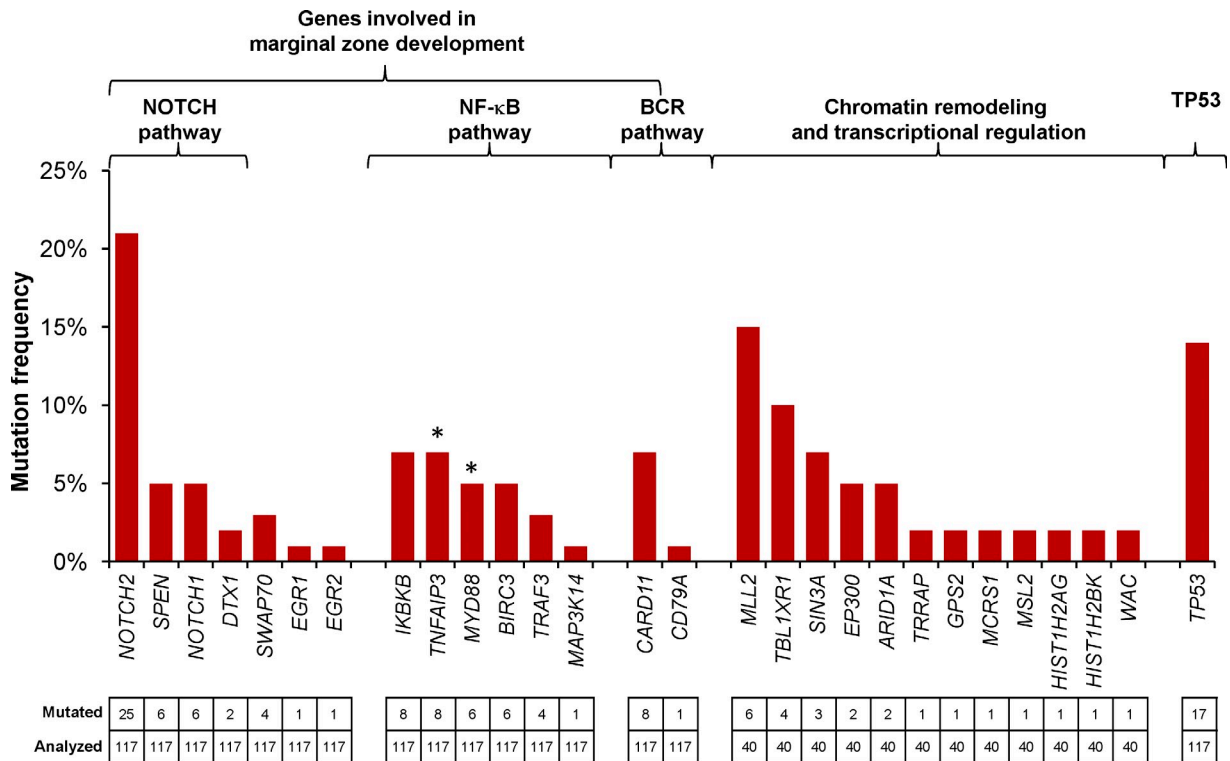 Genes involved in
marginal zone development
NOTCH
pathway
NF-κB
pathway
BCR
pathway
Chromatin remodeling
and transcriptional regulation
TP53
Mutation frequency
25%
20%
15%
10%
5%
0%
* *
NOTCH2 SPEN NOTCH1 DTX1 SWAP70 EGR1 EGR2 IKBKB TNFAIP3 MYD88 BIRC3 TRAF3 MAP3K14 CARD11 CD79A MLL2 TBL1XR1 SIN3A EP300 ARID1A TRRAP GPS2 MCRS1 MSL2 HIST1H2AG HIST1H2BK WAC TP53
Mutated 25 6 6 2 4 1 1 8 8 6 6 4 1 8 1 6 4 3 2 2 1 1 1 1 1 1 1 17
Analyzed 117 117 117 117 117 117 117 117 117 117 117 117 117 117 117 40 40 40 40 40 40 40 40 40 40 40 40 117